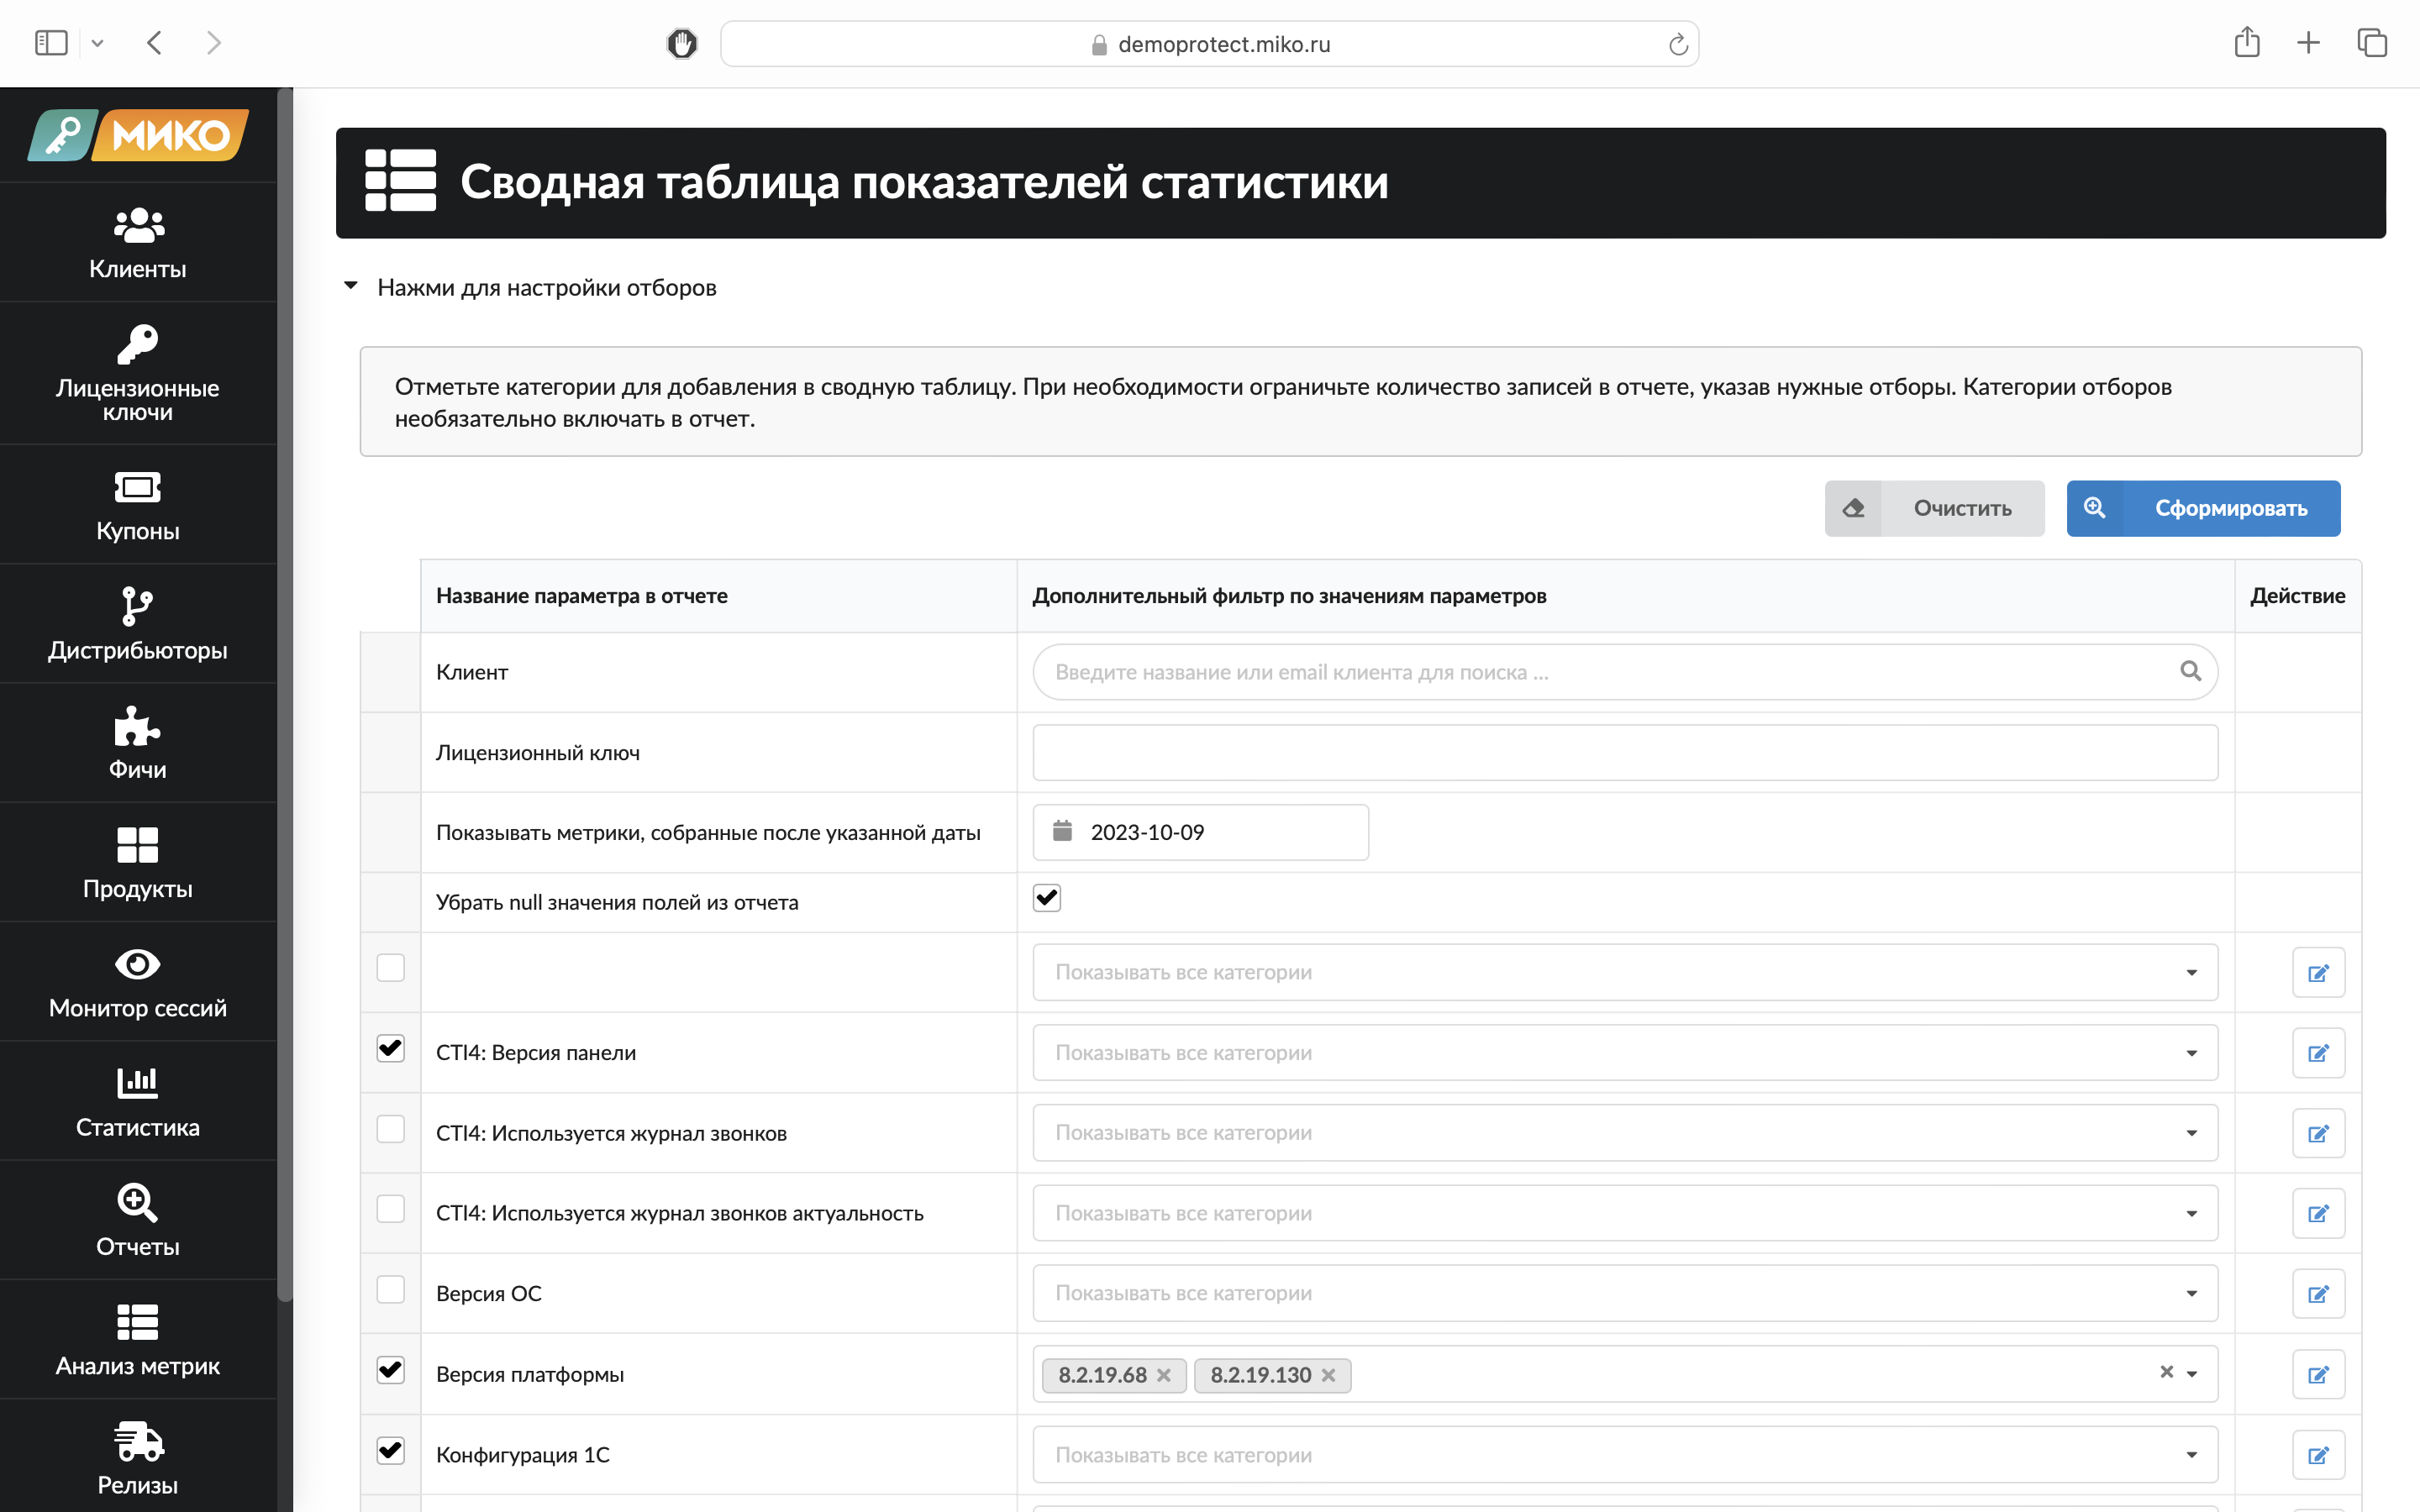 demoprotect.miko.ru
МИКО
Клиенты
Лицензионные
ключи
Купоны
Дистрибьюторы
Фичи
Продукты
Монитор сессий
Статистика
Отчеты
Анализ метрик
Релизы
Сводная таблица показателей статистики
Нажми для настройки отборов
Отметьте категории для добавления в сводную таблицу. При необходимости ограничьте количество записей в отчете, указав нужные отборы. Категории отборов
необязательно включать в отчет.
Очистить
Сформировать
Название параметра в отчете
Дополнительный фильтр по значениям параметров
Действие
Клиент
Введите название или email клиента для поиска ...
Лицензионный ключ
Показывать метрики, собранные после указанной даты
2023-10-09
Убрать null значения полей из отчета
Показывать все категории
CTI4: Версия панели
Показывать все категории
CTI4: Используется журнал звонков
Показывать все категории
CTI4: Используется журнал звонков актуальность
Показывать все категории
Версия ОС
Показывать все категории
Версия платформы
8.2.19.68
8.2.19.130
Конфигурация 1С
Показывать все категории